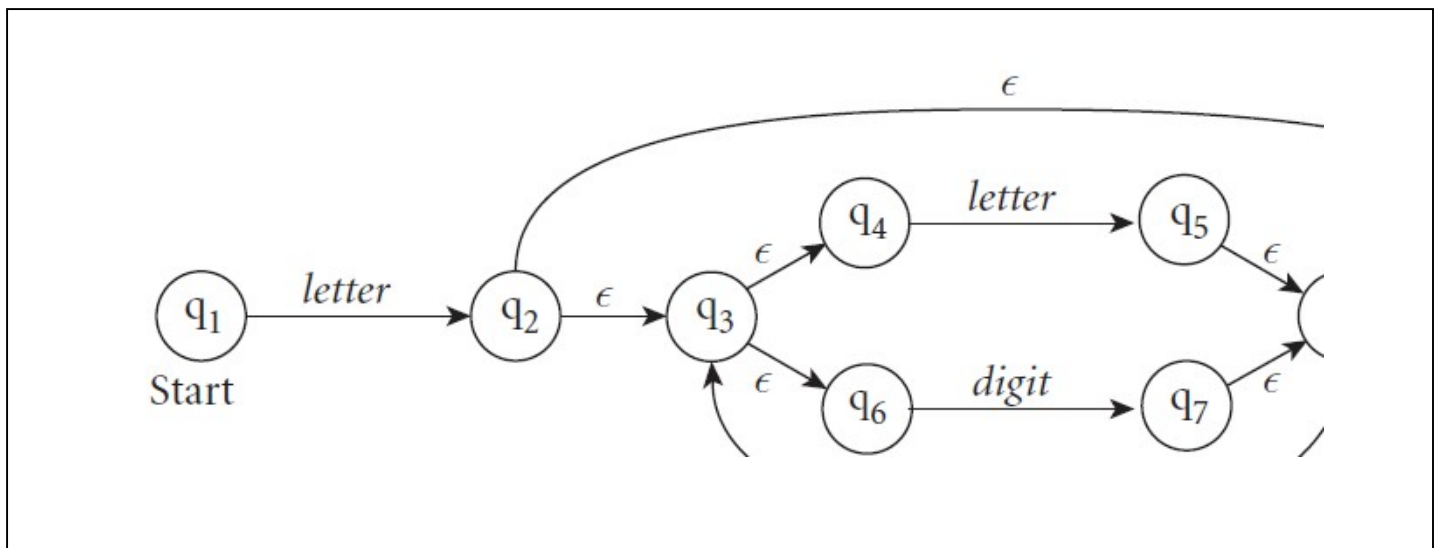 ϵ
q4 letter q5
ϵ ϵ
q1 letter q2 ϵ q3
Start
ϵ ϵ
q6 digit q7